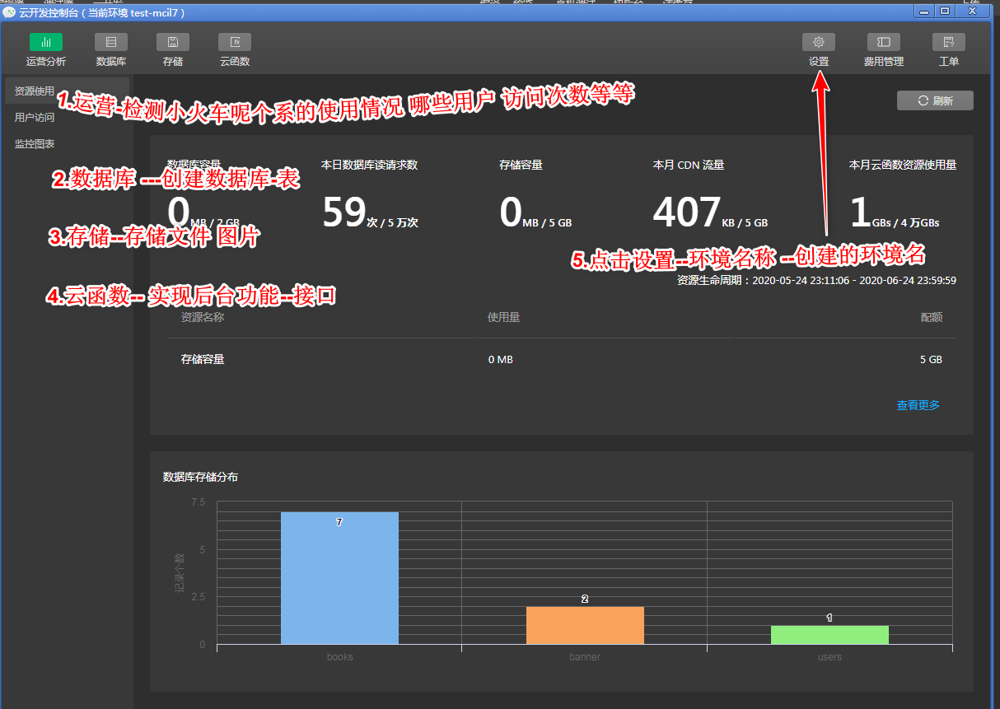 云开发控制台 ( 当前环境 test-mcil7 )
运营分析 数据库 存储 云函数 设置 费用管理 工单
资源使用
用户访问
监控图表
1.运营-检测小火车呢个系的使用情况 哪些用户 访问次数等等
刷新
数据库容量 本日数据库读请求数 存储容量 本月 CDN 流量 本月云函数资源使用量
2.数据库 ---创建数据库-表
0 MB / 2 GB 59 次 / 5 万次 0 MB / 5 GB 407 KB / 5 GB 1 GBs / 4 万GBs
3.存储--存储文件 图片
5.点击设置--环境名称 --创建的环境名
资源生命周期：2020-05-24 23:11:06 - 2020-06-24 23:59:59
4.云函数-- 实现后台功能--接口
资源名称 使用量 配额
存储容量 0 MB 5 GB
查看更多
数据库存储分布
7.5
5
2.5
0
记录个数
7
2
1
books banner users